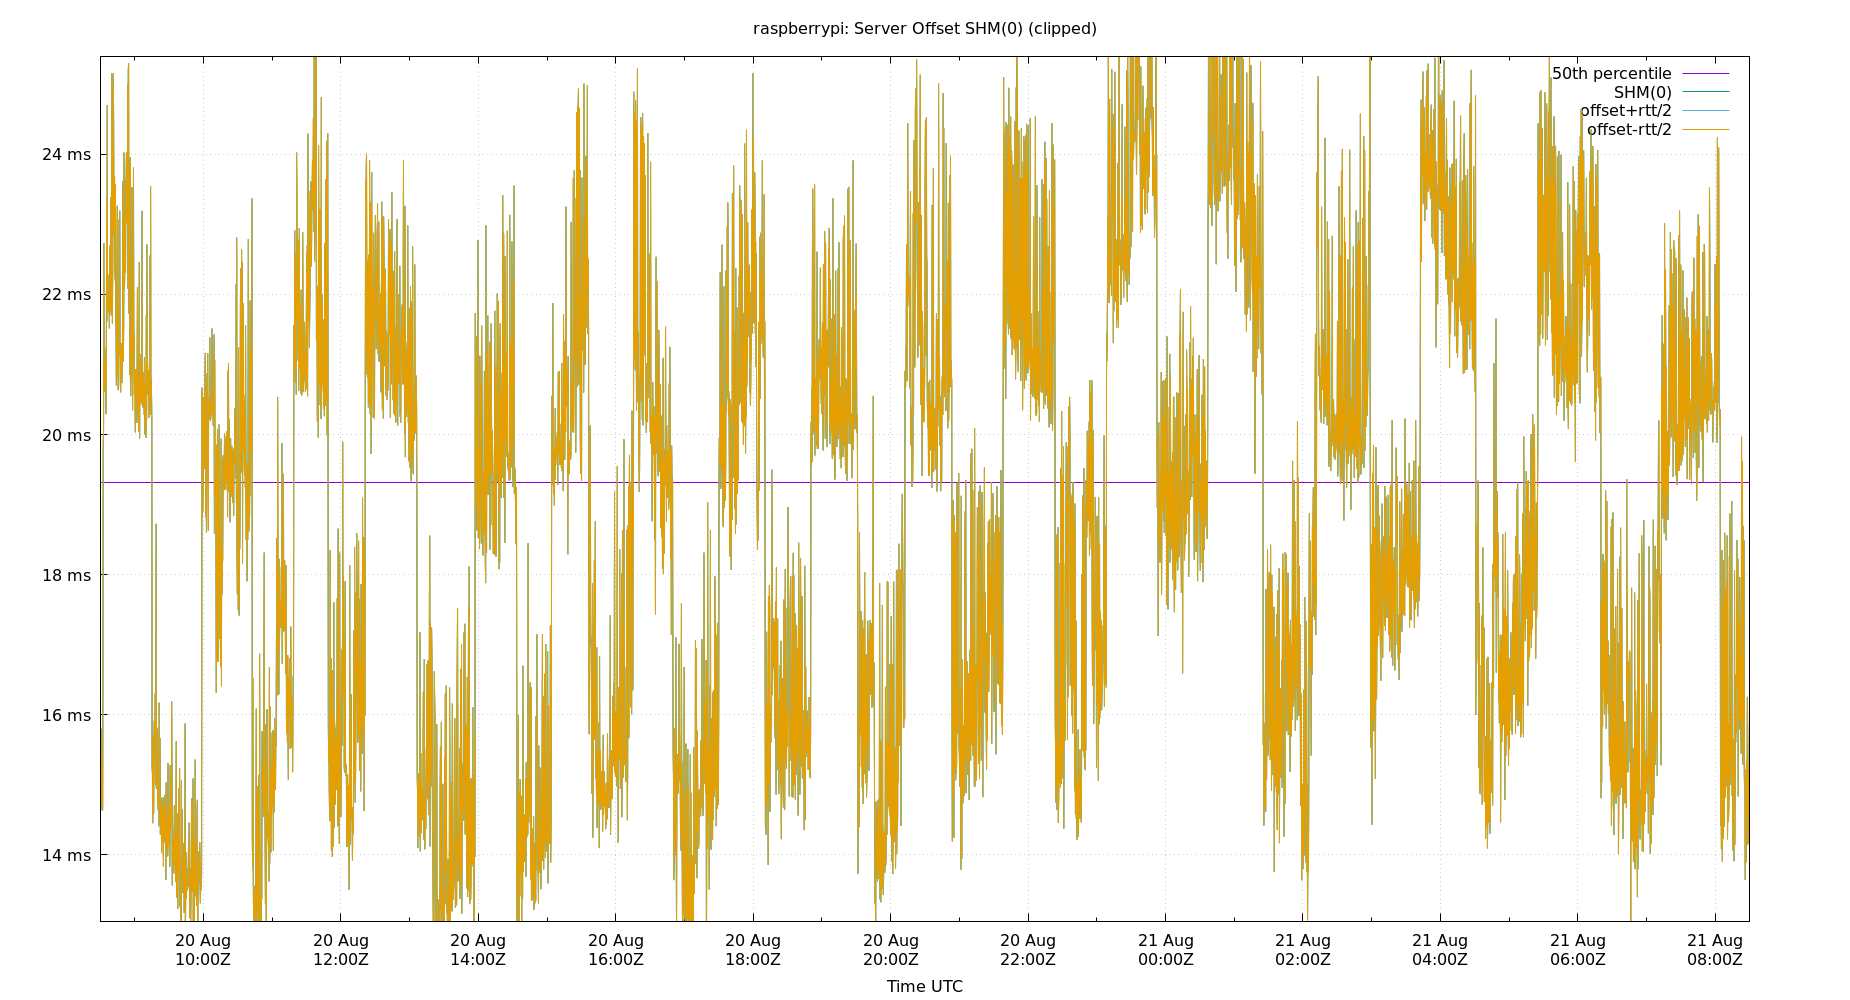 raspberrypi: Server Offset SHM(0) (clipped)
50th percentile
SHM(0)
offset+rtt/2
offset-rtt/2
24 ms
22 ms
20 ms
18 ms
16 ms
14 ms
20 Aug 20 Aug 20 Aug 20 Aug 20 Aug 20 Aug 20 Aug 21 Aug 21 Aug 21 Aug 21 Aug 21 Aug
10:00Z 12:00Z 14:00Z 16:00Z 18:00Z 20:00Z 22:00Z 00:00Z 02:00Z 04:00Z 06:00Z 08:00Z
Time UTC